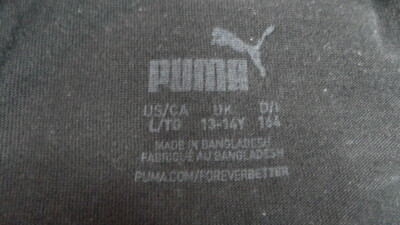 PUMA
US/CA UK D/I
L/TG 13-14Y 164
MADE IN BANGLADESH
FABRIQUÉ AU BANGLADESH
PUMA.COM/FOREVERBETTER